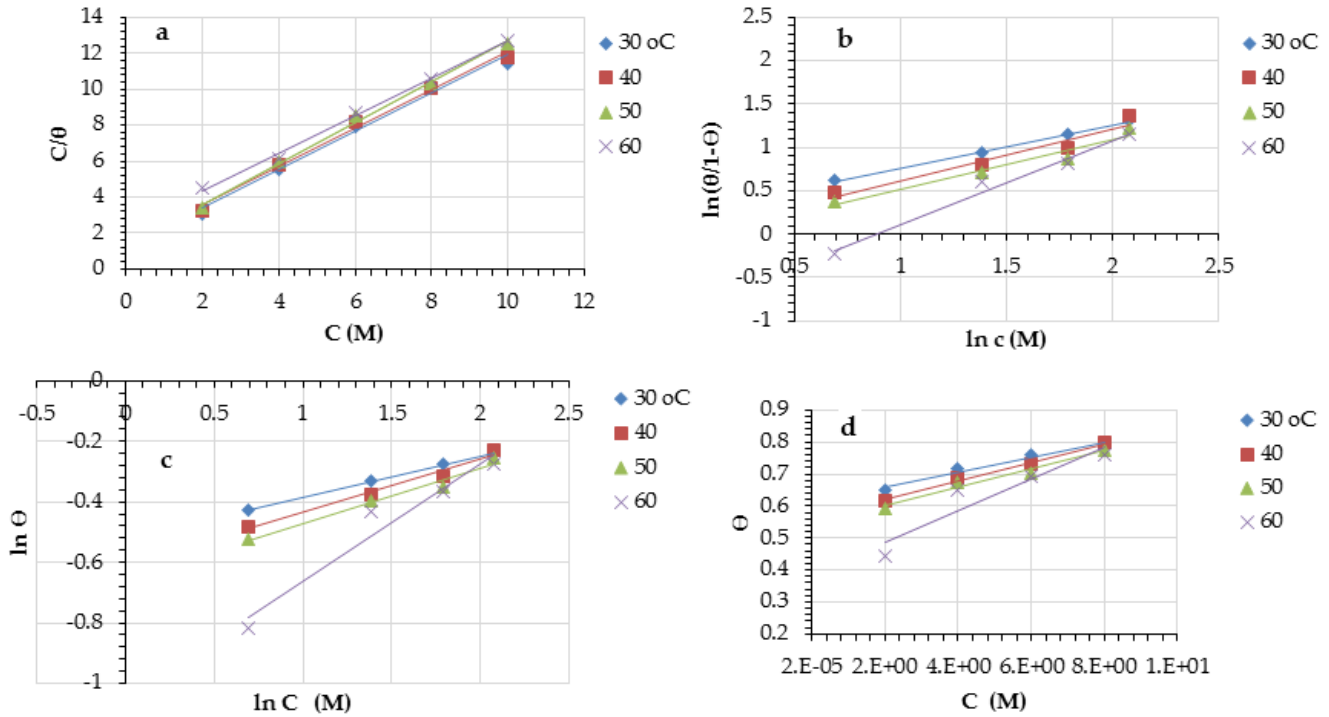 a
14
12
10
8
6
4
2
0
C/θ
0 2 4 6 8 10 12
C (M)
30 oC
40
50
60
b
2.5
2
1.5
1
0.5
0
-0.5
-1
ln(θ/1-Θ)
0.5 1 1.5 2 2.5
ln c (M)
30 oC
40
50
60
c
-0
-0.2
-0.4
-0.6
-0.8
-1
ln Θ
-0.5 0 0.5 1 1.5 2 2.5
ln C (M)
30 oC
40
50
60
d
0.9
0.8
0.7
0.6
0.5
0.4
0.3
0.2
Θ
2.E-05 2.E+00 4.E+00 6.E+00 8.E+00 1.E+01
C (M)
30 oC
40
50
60